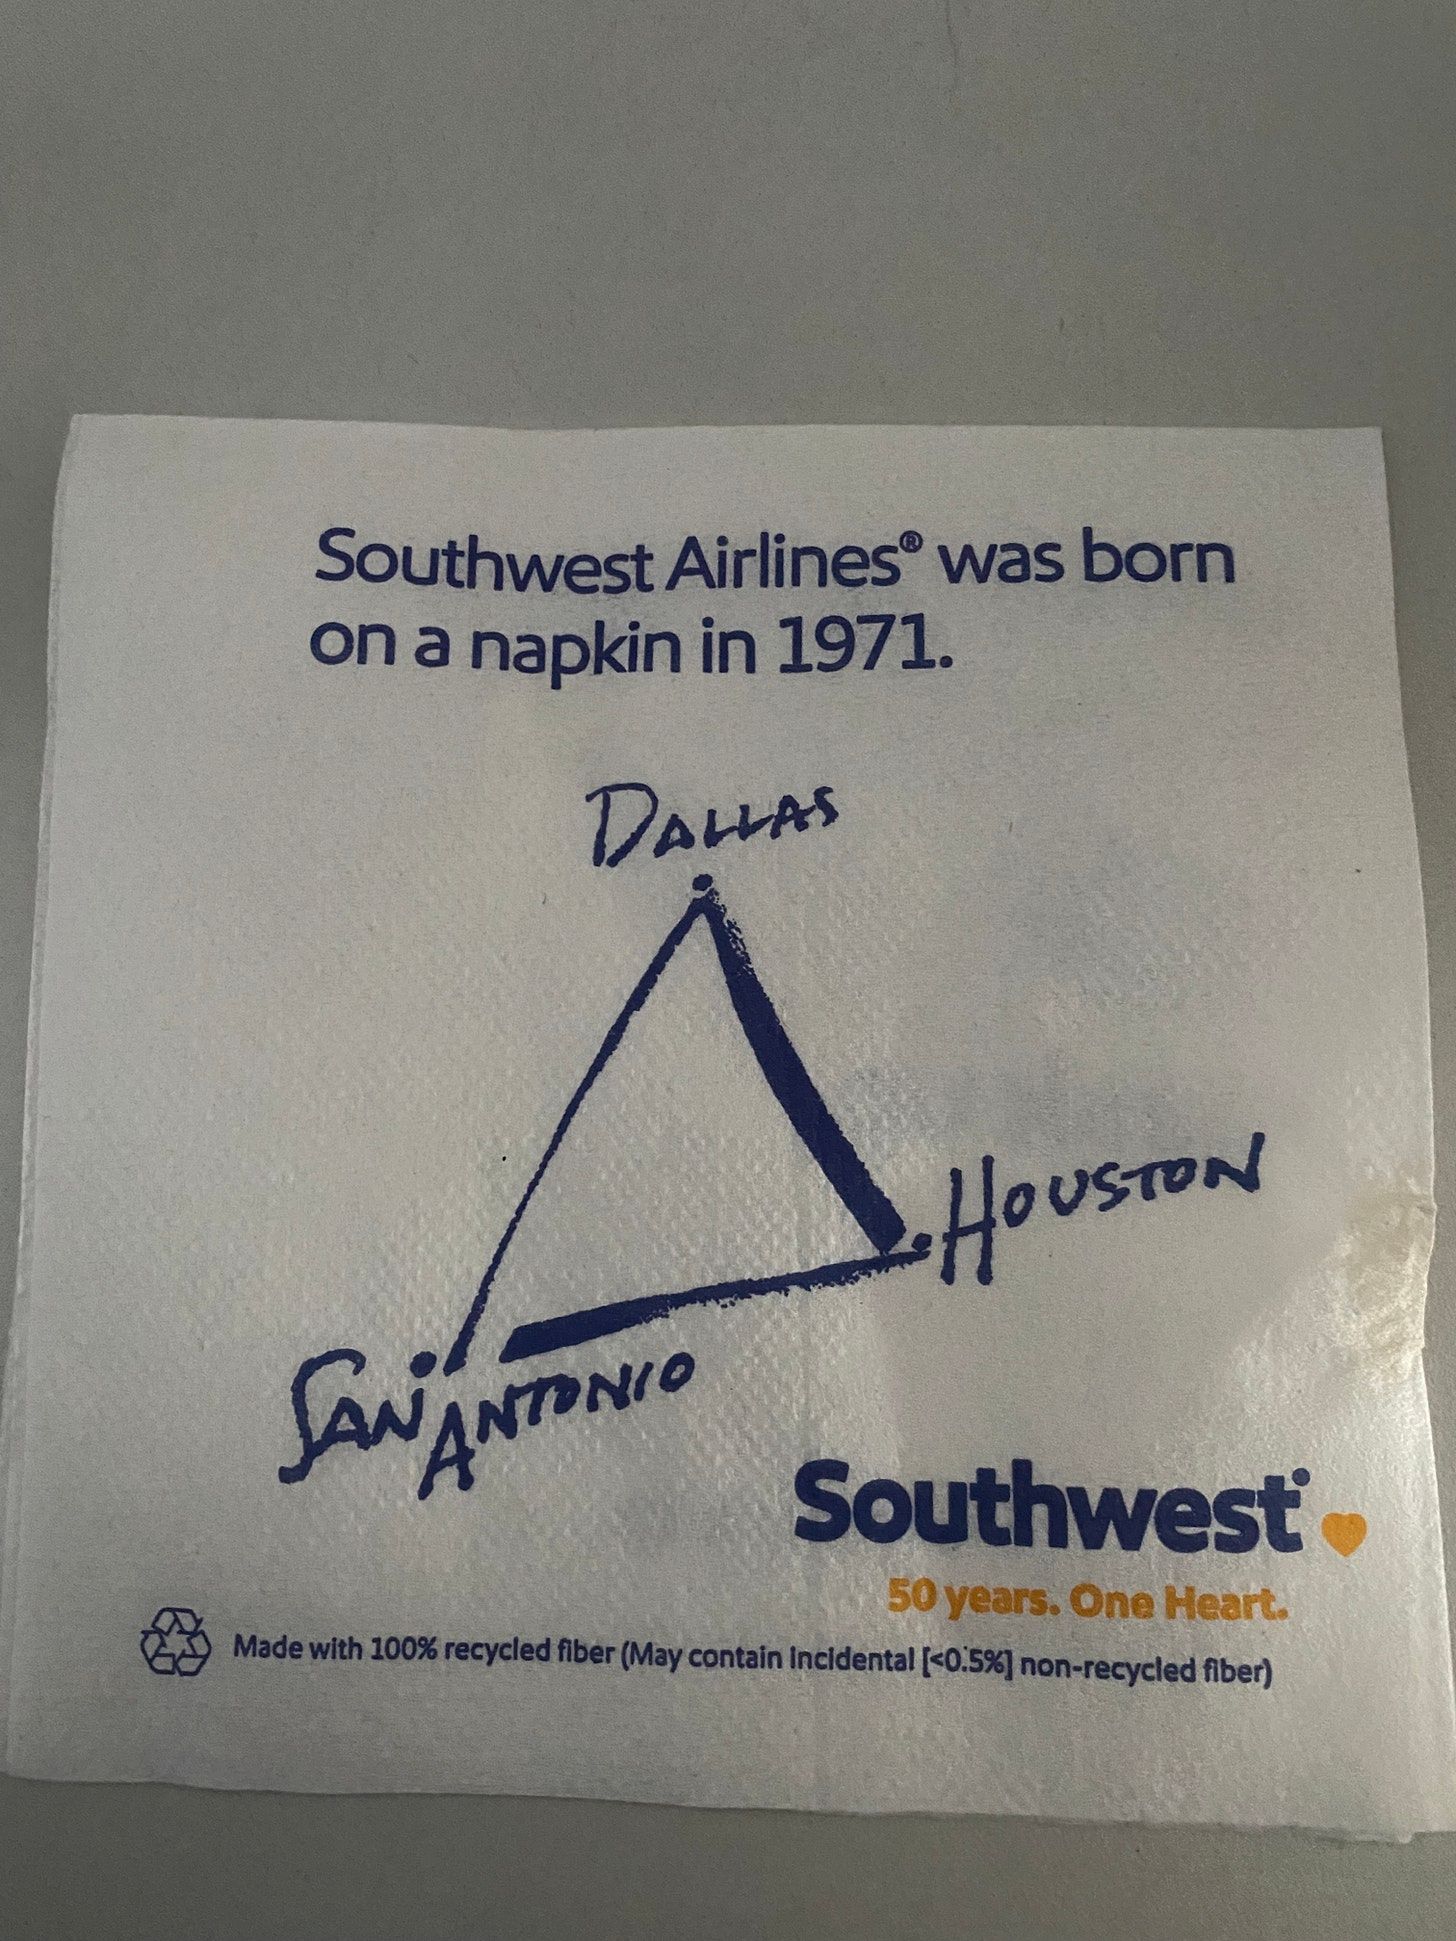 Southwest Airlines® was born
on a napkin in 1971.
DALLAS
HOUSTON
SAN ANTONIO
Southwest®
50 years. One Heart.
Made with 100% recycled fiber (May contain incidental [<0.5%] non-recycled fiber)